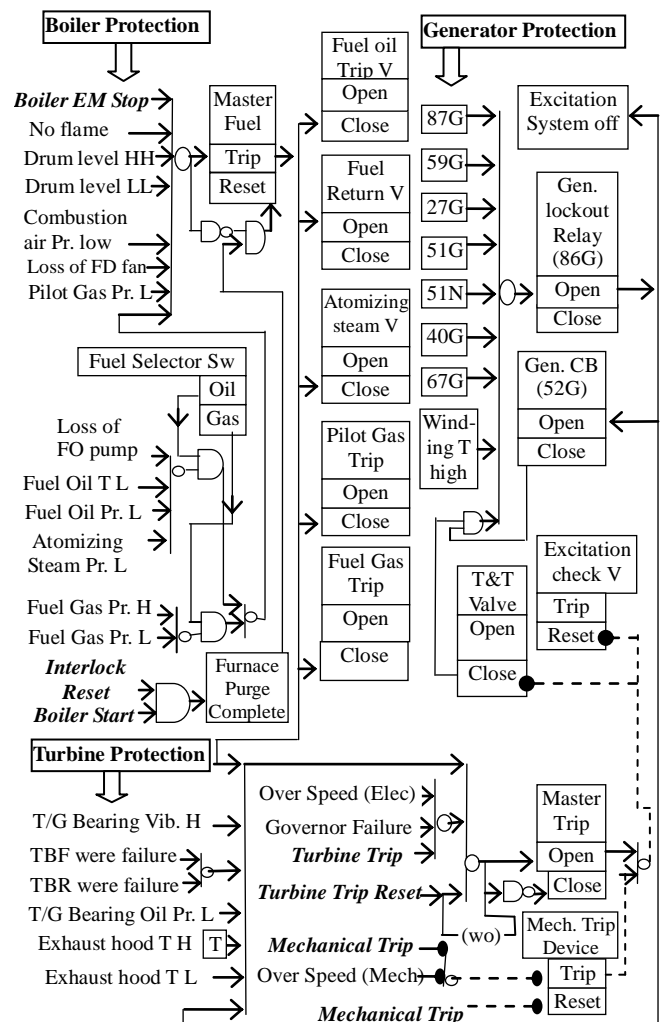 Boiler Protection
Boiler EM Stop
No flame
Drum level HH
Drum level LL
Combustion
air Pr. low
Loss of FD fan
Pilot Gas Pr. L
Master
Fuel
Trip
Reset
Fuel Selector Sw
Oil
Gas
Loss of
FO pump
Fuel Oil T L
Fuel Oil Pr. L
Atomizing
Steam Pr. L
Fuel Gas Pr. H
Fuel Gas Pr. L
Interlock
Reset
Boiler Start
Furnace
Purge
Complete
Fuel oil
Trip V
Open
Close
Fuel
Return V
Open
Close
Atomizing
steam V
Open
Close
Pilot Gas
Trip
Open
Close
Fuel Gas
Trip
Open
Close
Generator Protection
87G
59G
27G
51G
51N
40G
67G
Wind-
ing T
high
Excitation
System off
Gen.
lockout
Relay
(86G)
Open
Close
Gen. CB
(52G)
Open
Close
Excitation
check V
Trip
Reset
T&T
Valve
Open
Close
Turbine Protection
T/G Bearing Vib. H
TBF were failure
TBR were failure
T/G Bearing Oil Pr. L
Exhaust hood T H
T
Exhaust hood T L
Over Speed (Elec)
Governor Failure
Turbine Trip
Turbine Trip Reset
Mechanical Trip
(wo)
Over Speed (Mech)
Mechanical Trip
Master
Trip
Open
Close
Mech. Trip
Device
Trip
Reset